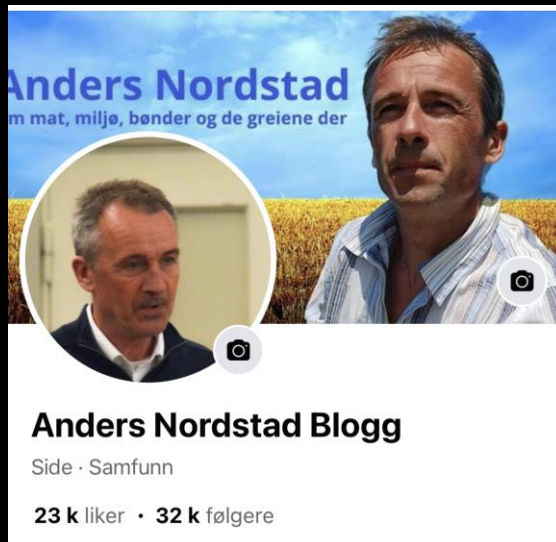 Anders Nordstad
m mat, miljø, bønder og de greiene der
Anders Nordstad Blogg
Side · Samfunn
23 k liker • 32 k følgere